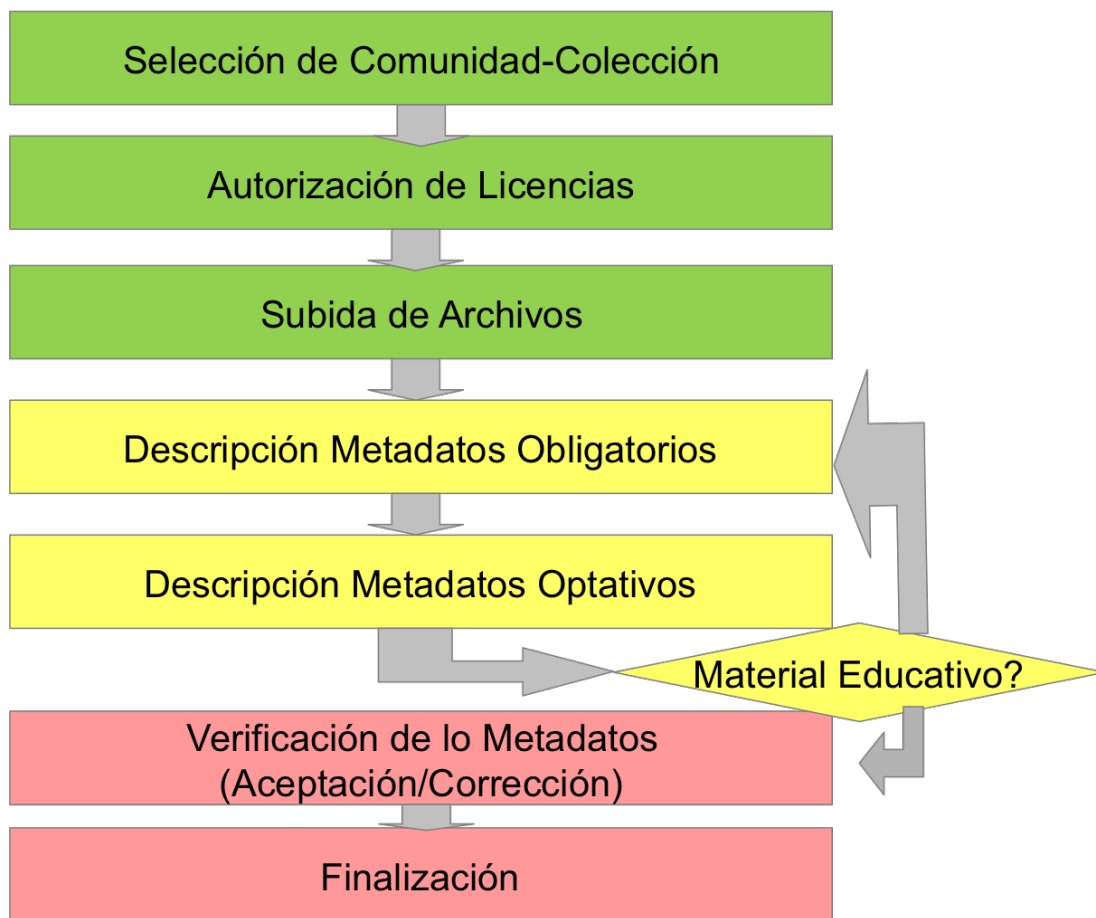 Selección de Comunidad-Colección
Autorización de Licencias
Subida de Archivos
Descripción Metadatos Obligatorios
Descripción Metadatos Optativos
Material Educativo?
Verificación de lo Metadatos
(Aceptación/Corrección)
Finalización